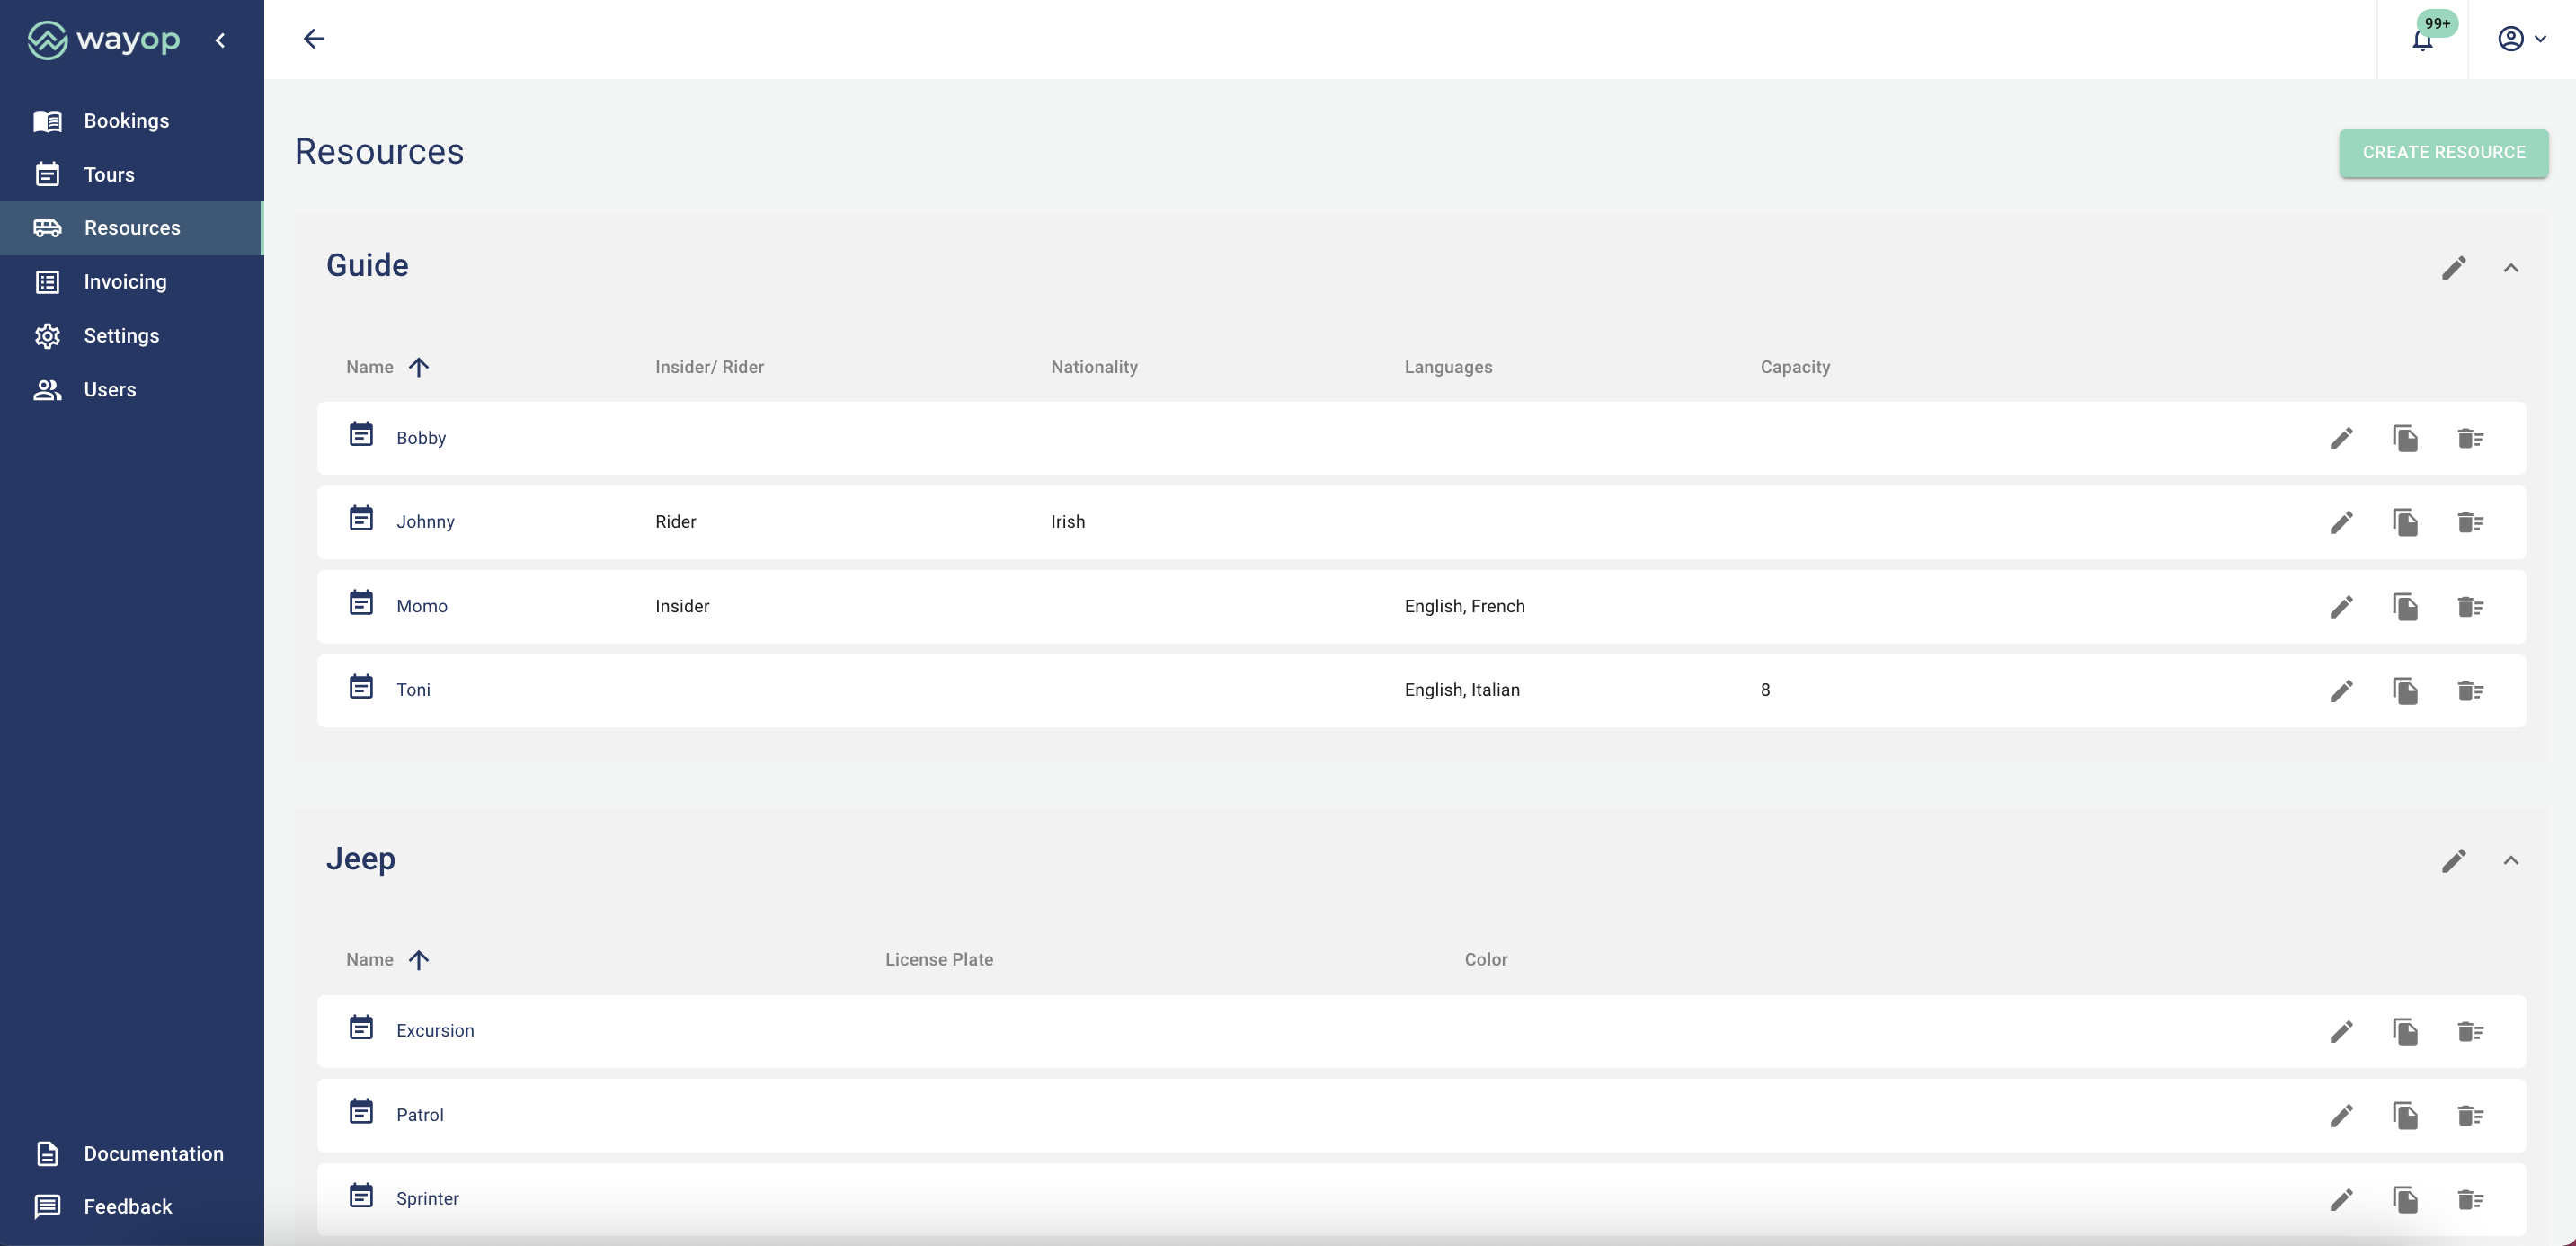 wayop
99+
Bookings
Tours
Resources
Invoicing
Settings
Users
Documentation
Feedback
Resources
CREATE RESOURCE
Guide
Name Insider/ Rider Nationality Languages Capacity
Bobby
Johnny Rider Irish
Momo Insider English, French
Toni English, Italian 8
Jeep
Name License Plate Color
Excursion
Patrol
Sprinter